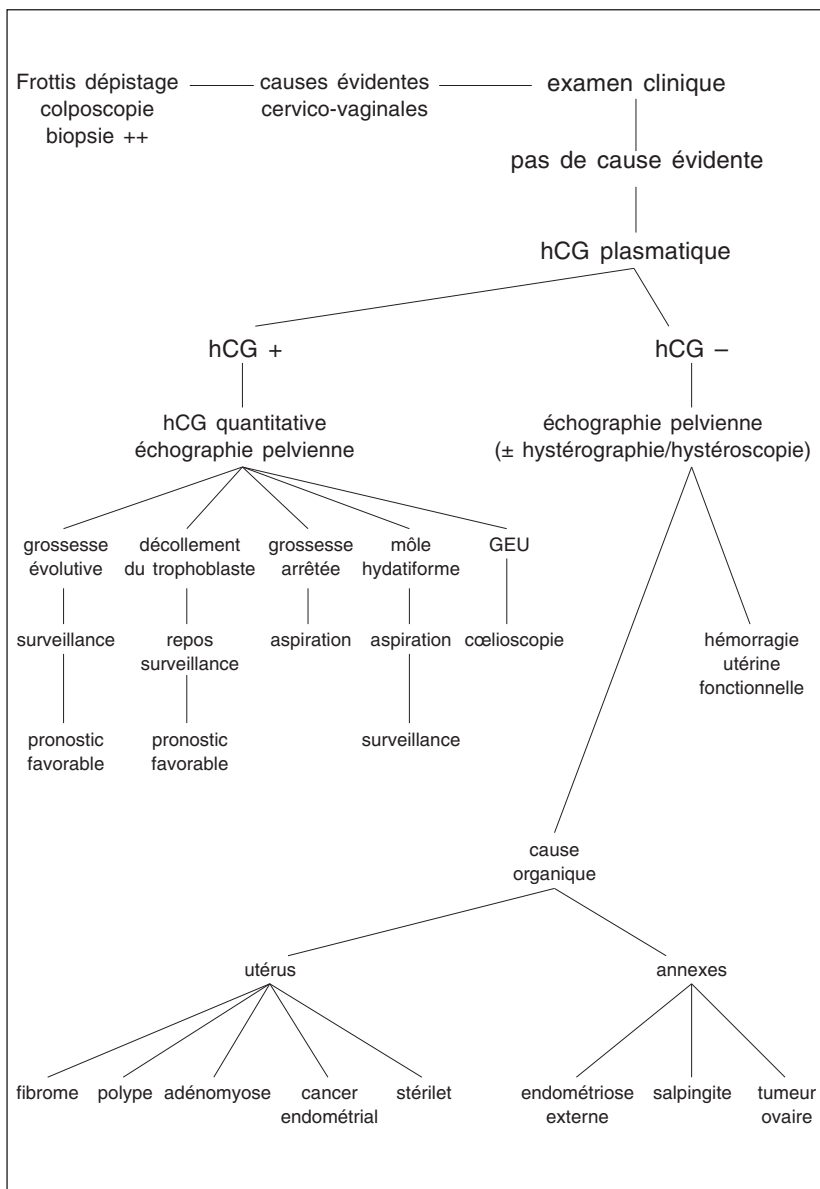 Frottis dépistage
colposcopie
biopsie ++
causes évidentes
cervico-vaginales
examen clinique
pas de cause évidente
hCG plasmatique
hCG +
hCG –
hCG quantitative
échographie pelvienne
échographie pelvienne
(± hystérographie/hystéroscopie)
grossesse
évolutive
décollement
du trophoblaste
grossesse
arrêtée
môle
hydatiforme
GEU
surveillance
repos
surveillance
aspiration
aspiration
cœlioscopie
hémorragie
utérine
fonctionnelle
pronostic
favorable
pronostic
favorable
surveillance
cause
organique
utérus
annexes
fibrome
polype
adénomyose
cancer
endométrial
stérilet
endométriose
externe
salpingite
tumeur
ovaire